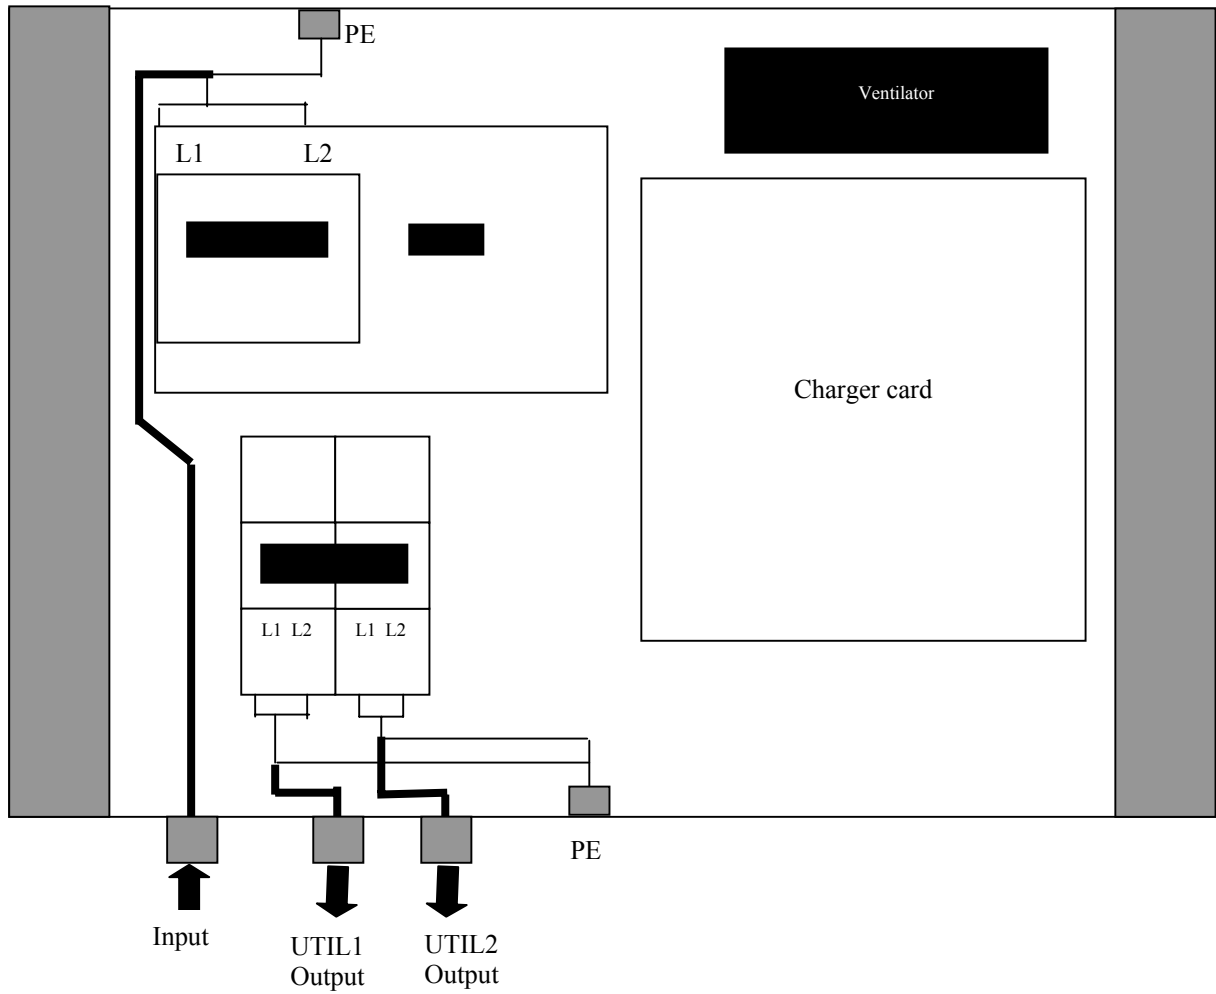 PE
Ventilator
L1 L2
Charger card
L1 L2 L1 L2
PE
Input
UTIL1
Output
UTIL2
Output